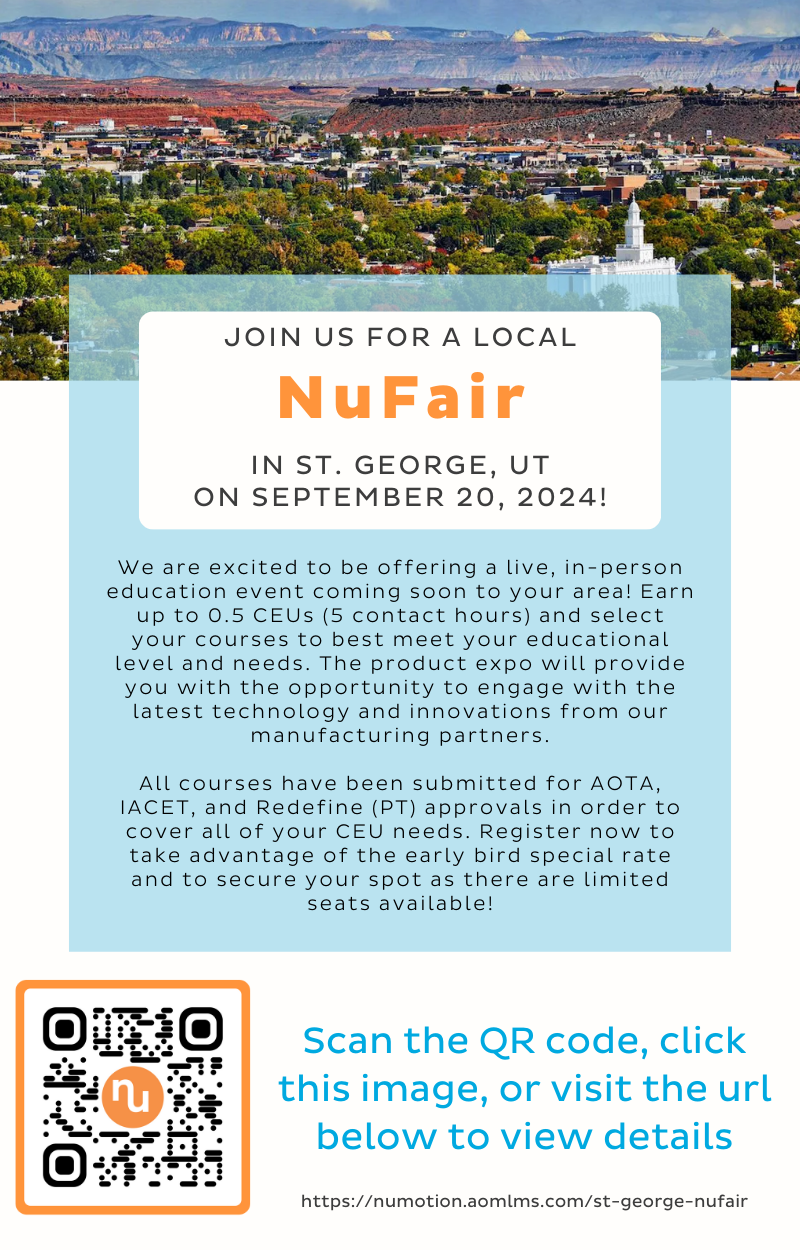 JOIN US FOR A LOCAL
NuFair
IN ST. GEORGE, UT
ON SEPTEMBER 20, 2024!
We are excited to be offering a live, in-person
education event coming soon to your area! Earn
up to 0.5 CEUs (5 contact hours) and select
your courses to best meet your educational
level and needs. The product expo will provide
you with the opportunity to engage with the
latest technology and innovations from our
manufacturing partners.
All courses have been submitted for AOTA,
IACET, and Redefine (PT) approvals in order to
cover all of your CEU needs. Register now to
take advantage of the early bird special rate
and to secure your spot as there are limited
seats available!
nu
Scan the QR code, click
this image, or visit the url
below to view details
https://numotion.aomlms.com/st-george-nufair